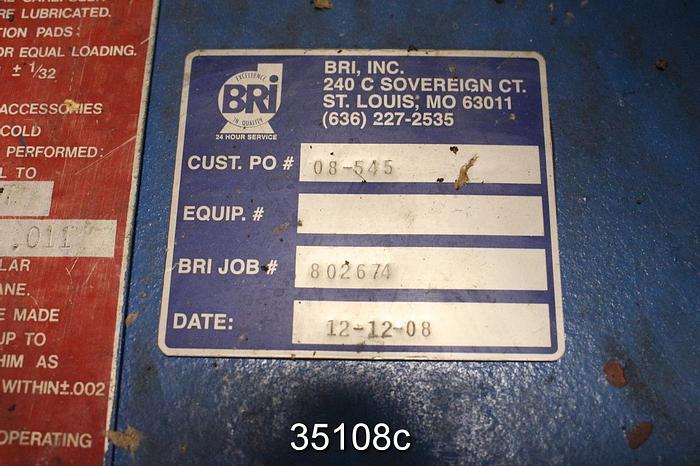 RE LUBRICATED.
TION PADS:
OR EQUAL LOADING.
± 1/32
ACCESSORIES
COLD
PERFORMED:
L TO
.011
LAR
ANE.
E MADE
UP TO
HIM AS
WITHIN±.002
OPERATING
EXCELLENCE
BRi
IN QUALITY
24 HOUR SERVICE
BRI, INC.
240 C SOVEREIGN CT.
ST. LOUIS, MO 63011
(636) 227-2535
CUST. PO # 08-545
EQUIP. #
BRI JOB # 802674
DATE: 12-12-08
35108c